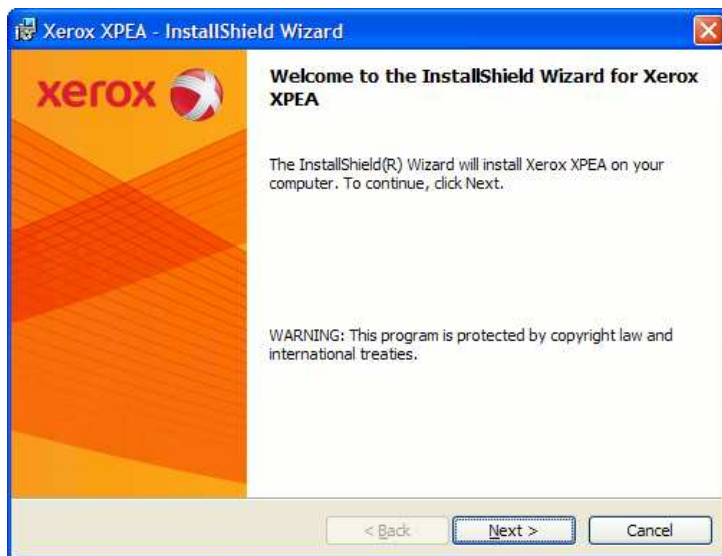 Xerox XPEA - InstallShield Wizard
xerox
Welcome to the InstallShield Wizard for Xerox
XPEA
The InstallShield(R) Wizard will install Xerox XPEA on your
computer. To continue, click Next.
WARNING: This program is protected by copyright law and
international treaties.
< Back
Next >
Cancel